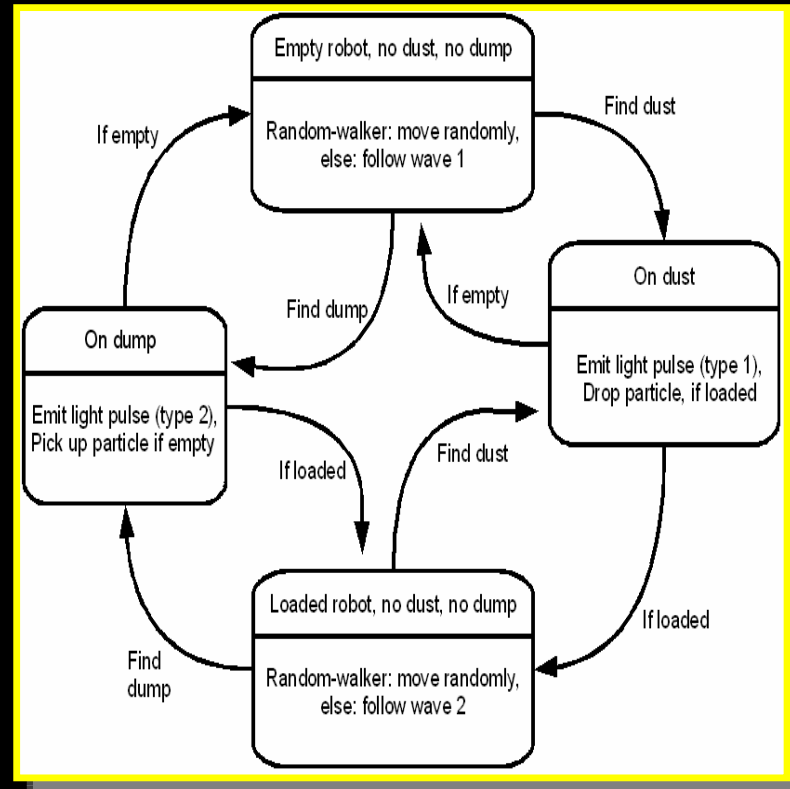 Empty robot, no dust, no dump
Random-walker: move randomly,
else: follow wave 1
If empty
Find dust
On dust
Emit light pulse (type 1),
Drop particle, if loaded
Find dump
If empty
On dump
Emit light pulse (type 2),
Pick up particle if empty
If loaded
Find dust
Loaded robot, no dust, no dump
Random-walker: move randomly,
else: follow wave 2
Find
dump
If loaded